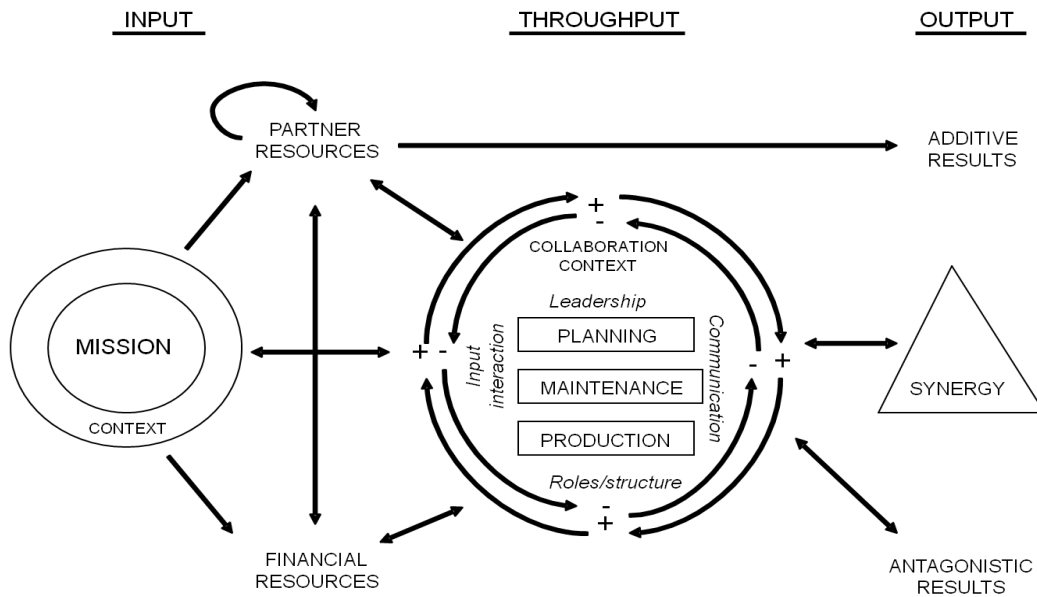 INPUT
THROUGHPUT
OUTPUT
PARTNER
RESOURCES
ADDITIVE
RESULTS
+
-
COLLABORATION
CONTEXT
Leadership
MISSION
CONTEXT
+ -
Input
interaction
PLANNING
MAINTENANCE
PRODUCTION
Communication
- +
SYNERGY
Roles/structure
-
+
FINANCIAL
RESOURCES
ANTAGONISTIC
RESULTS